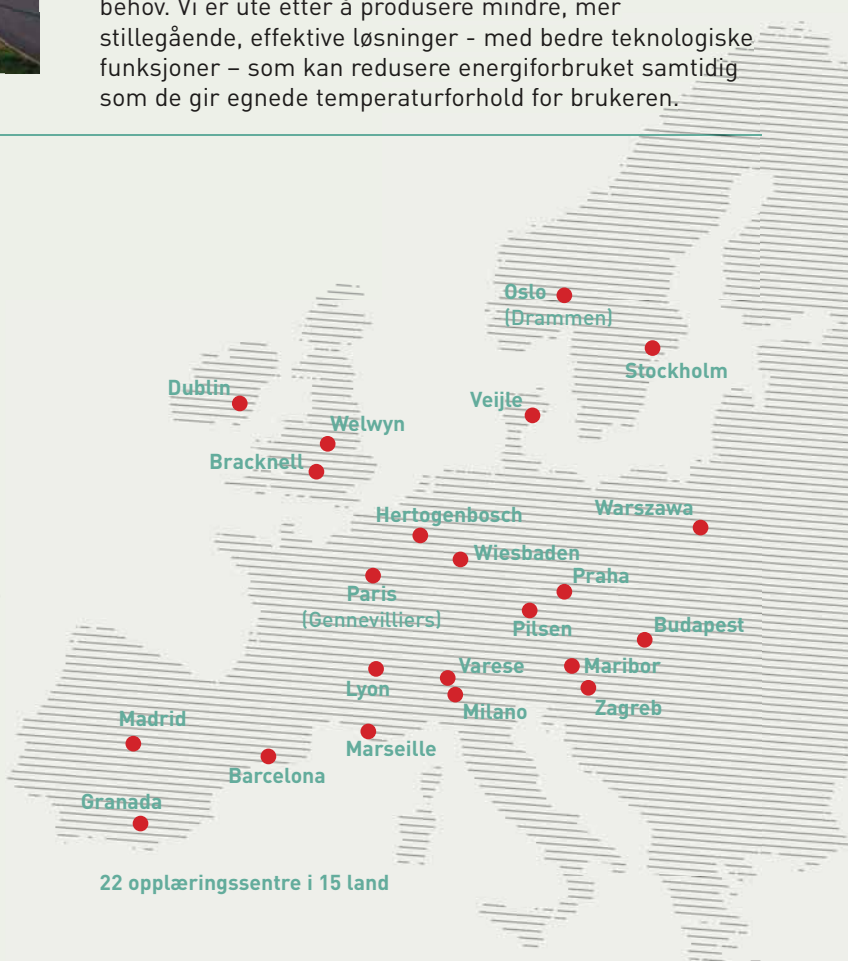 behov. Vi er ute etter å produsere mindre, mer
stillegående, effektive løsninger - med bedre teknologiske
funksjoner – som kan redusere energiforbruket samtidig
som de gir egnede temperaturforhold for brukeren.
Oslo
(Drammen)
Stockholm
Dublin
Veijle
Welwyn
Bracknell
Warszawa
Hertogenbosch
Wiesbaden
Praha
Paris
(Gennevilliers)
Pilsen
Budapest
Varese
Maribor
Lyon
Milano
Zagreb
Madrid
Marseille
Barcelona
Granada
22 opplæringssentre i 15 land